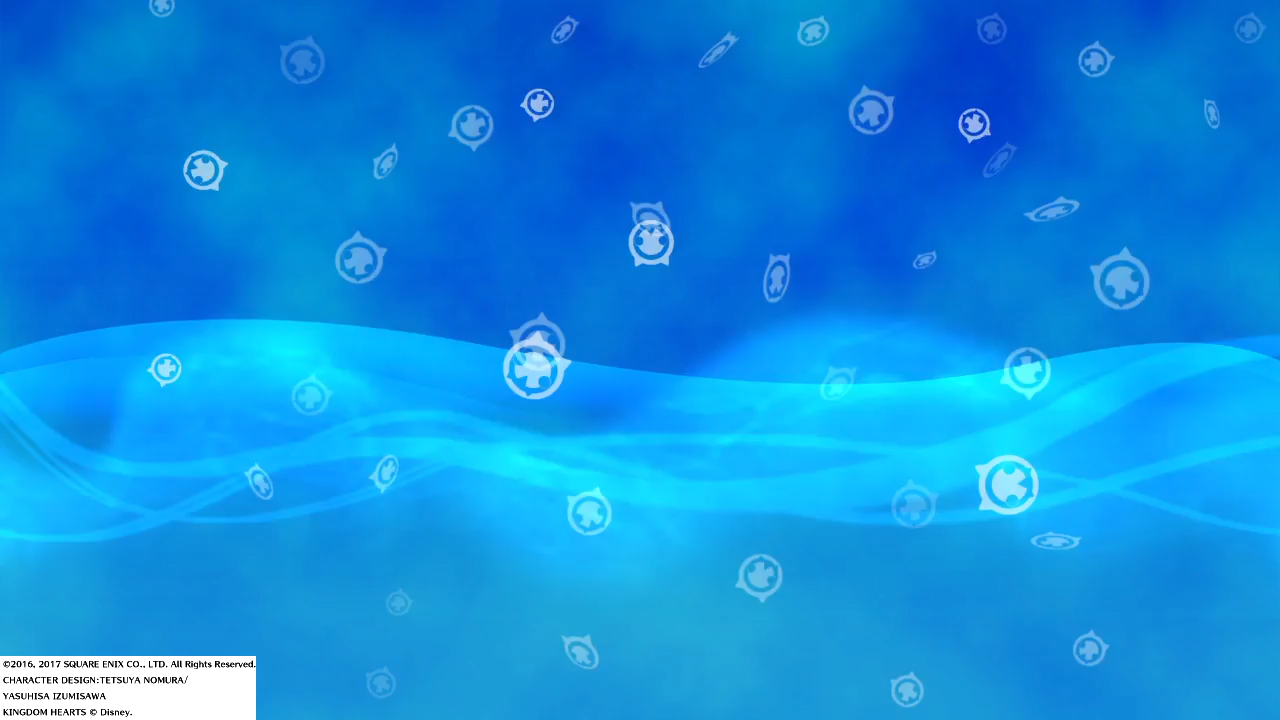 ©2016, 2017 SQUARE ENIX CO., LTD. All Rights Reserved.
CHARACTER DESIGN:TETSUYA NOMURA/
YASUHISA IZUMISAWA
KINGDOM HEARTS © Disney.